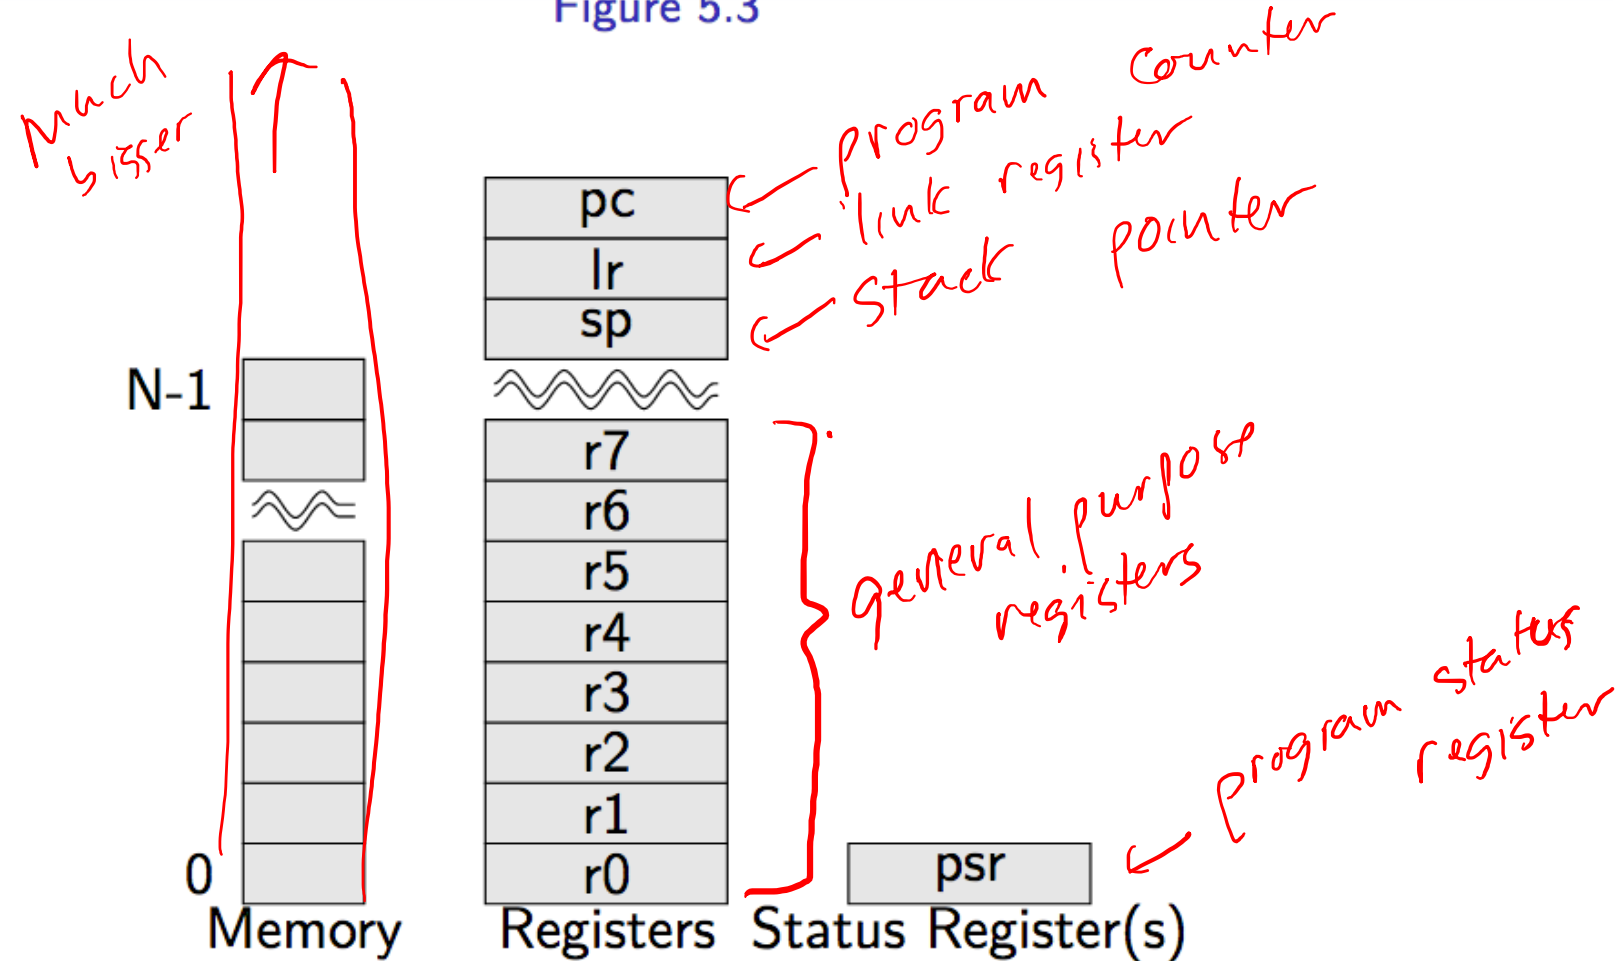 Figure 5.3
Much
bigger
program counter
link register
stack pointer
pc
lr
sp
N-1
r7
r6
r5
r4
r3
r2
r1
r0
general purpose
registers
program status
register
psr
0
Memory
Registers
Status Register(s)